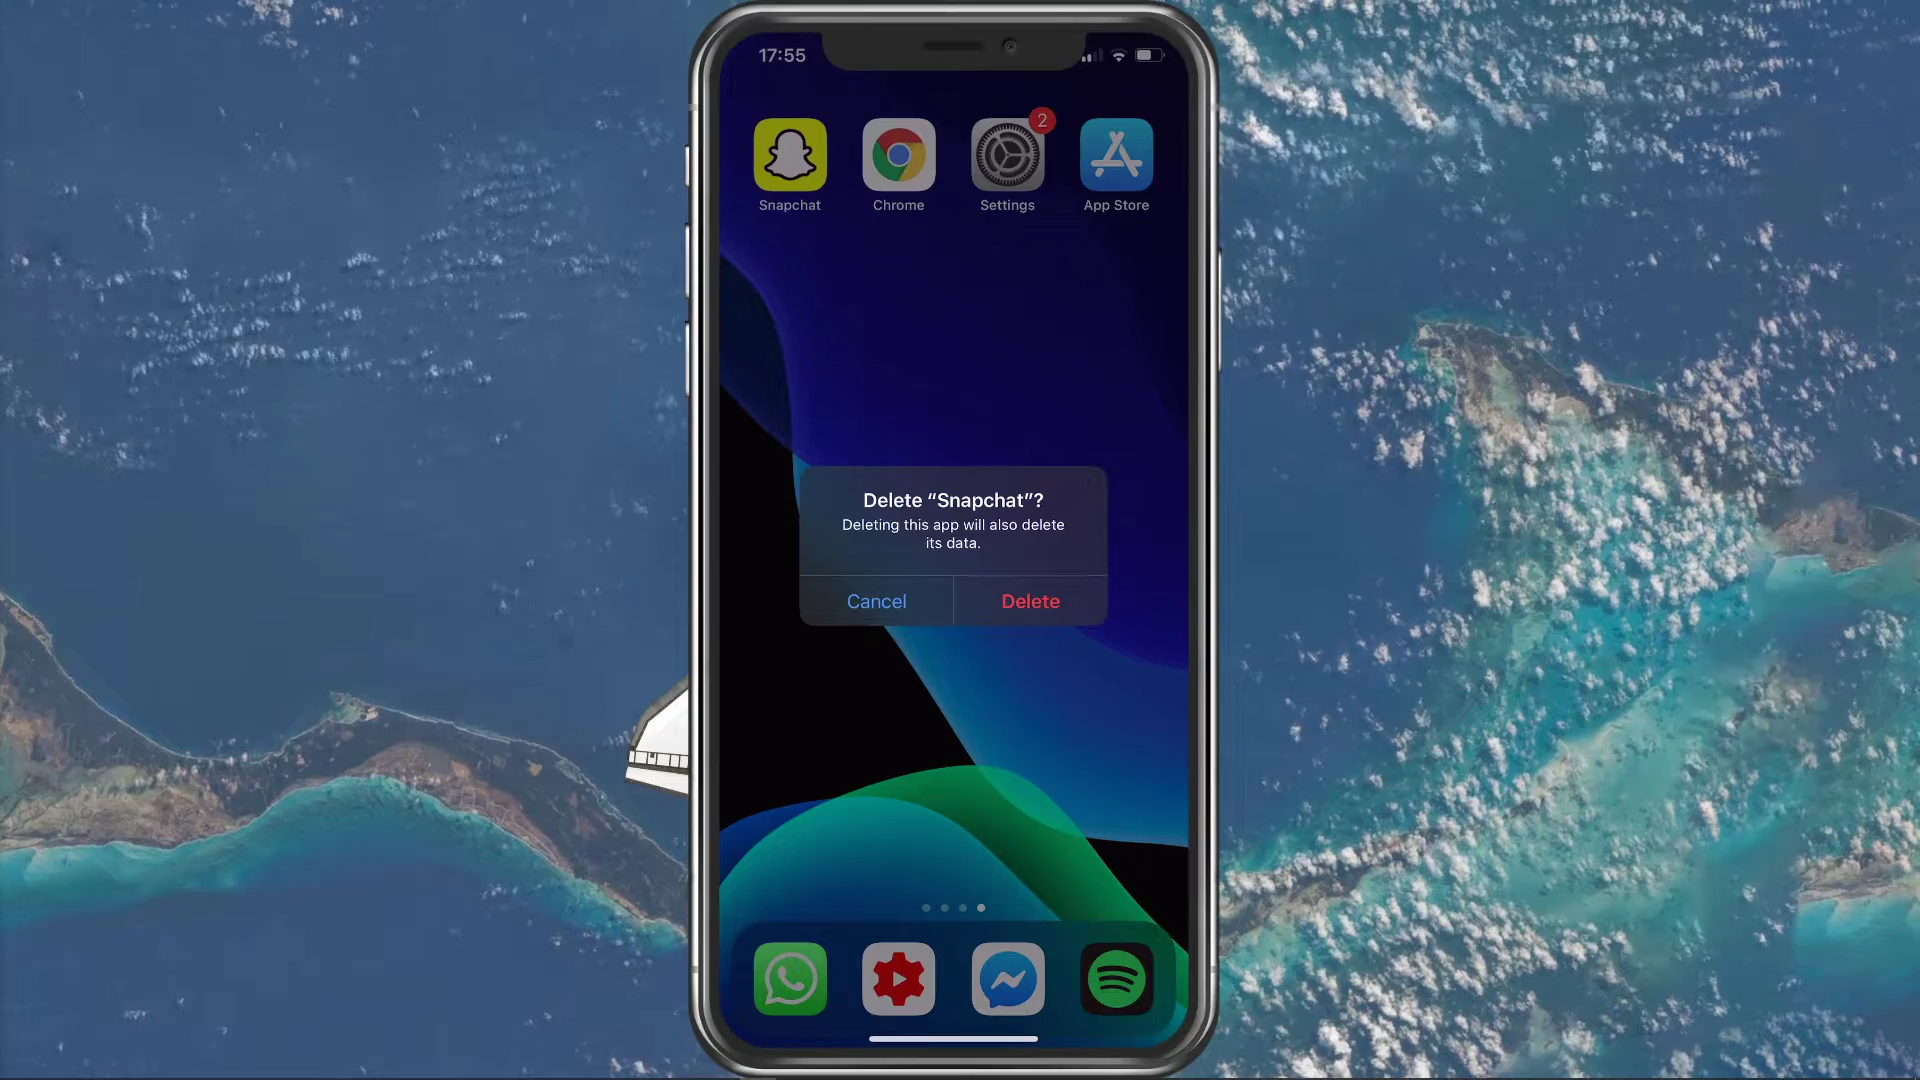 17:55
2
Snapchat
Chrome
Settings
App Store
Delete “Snapchat”?
Deleting this app will also delete
its data.
Cancel
Delete